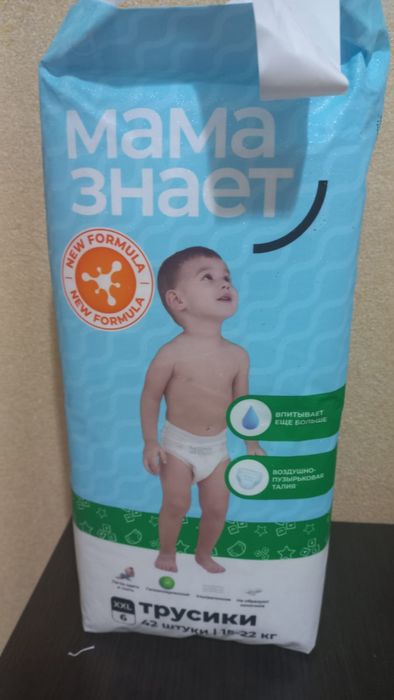 мама
знает
NEW FORMULA
NEW FORMULA
ВПИТЫВАЕТ
ЕЩЕ БОЛЬШЕ
ВОЗДУШНО-
ПУЗЫРЬКОВАЯ
ТАЛИЯ
XXL
6
трусики
42 штуки | 15-22 кг